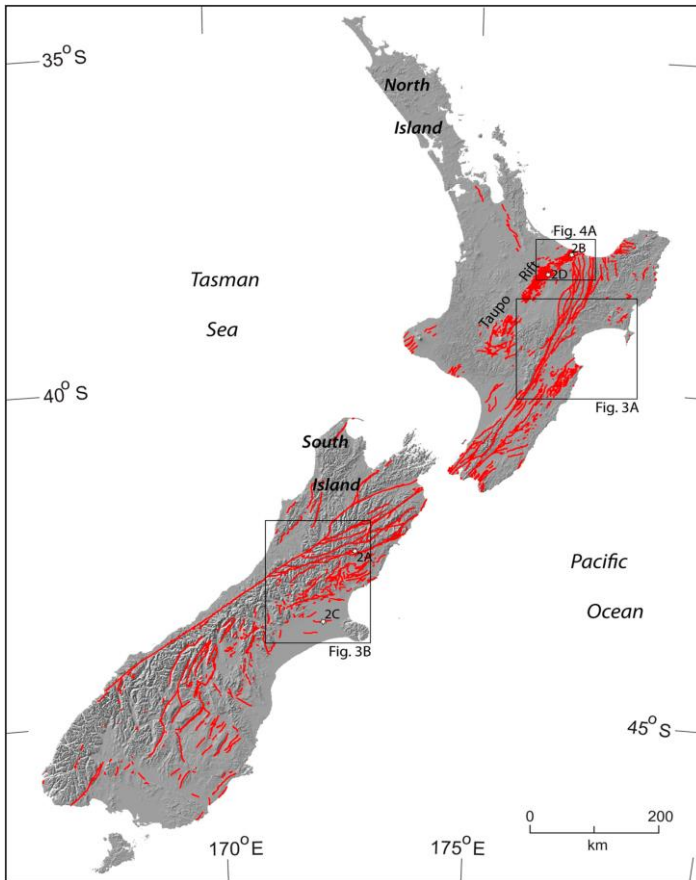 35° S
North
Island
Fig. 4A
2B
2D
Rift
Taupo
Tasman
Sea
Fig. 3A
40° S
South
Island
2A
2C
Fig. 3B
Pacific
Ocean
45° S
0 200
km
170°E
175°E